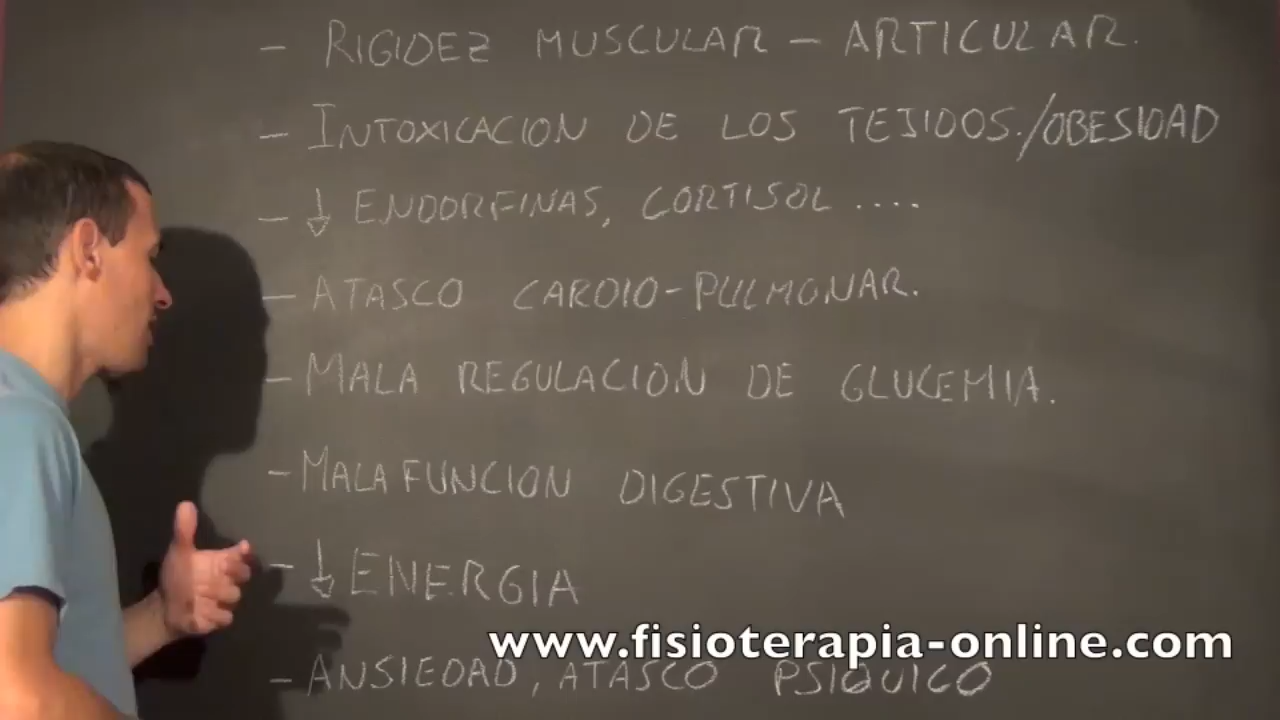 - RIGIDEZ MUSCULAR - ARTICULAR.
- INTOXICACION DE LOS TEJIDOS./OBESIDAD
- ↓ ENDORFINAS, CORTISOL ....
- ATASCO CARDIO-PULMONAR.
- MALA REGULACION DE GLUCEMIA.
- MALA FUNCION DIGESTIVA
- ↓ ENERGIA
www.fisioterapia-online.com
- ANSIEDAD, ATASCO PSIQUICO